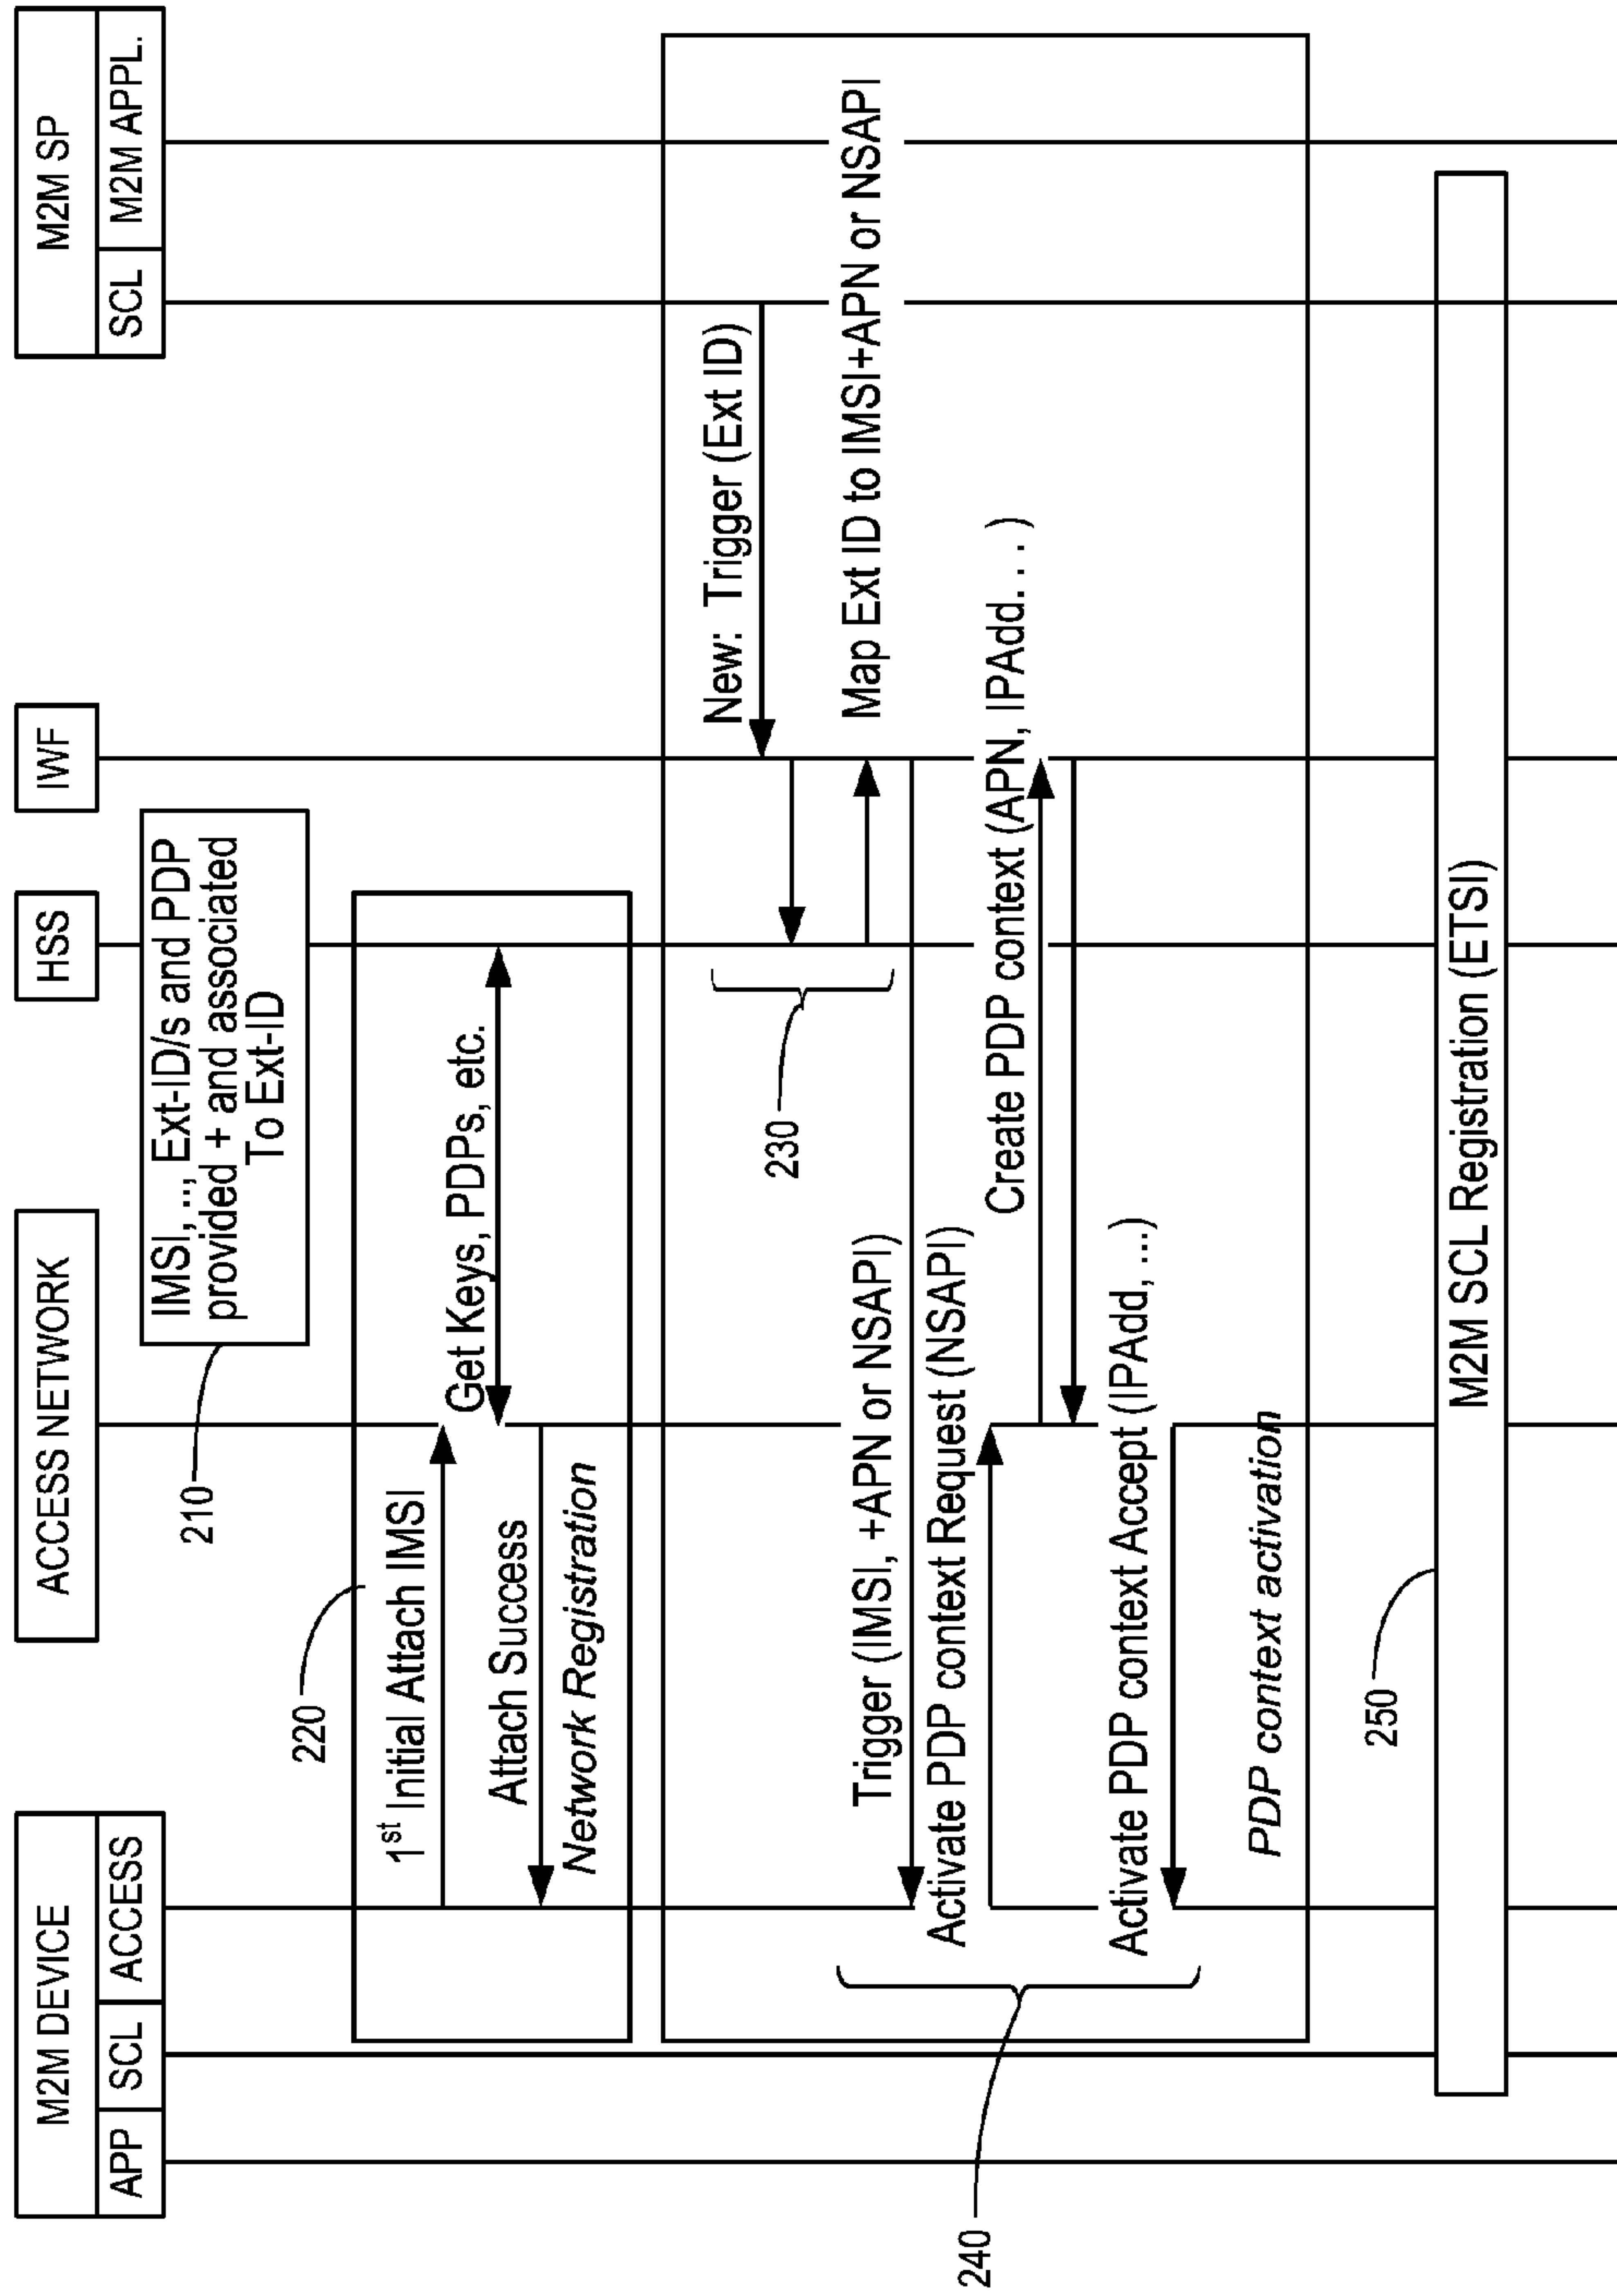 M2M DEVICE
APP
SCL
ACCESS
ACCESS NETWORK
HSS
IWF
M2M SP
SCL
M2M APPL.
IMSI, .., Ext-ID/s and PDP
provided + and associated
To Ext-ID
210
220
1st Initial Attach IMSI
Get Keys, PDPs, etc.
Attach Success
Network Registration
New: Trigger (Ext ID)
230
Map Ext ID to IMSI+APN or NSAPI
Trigger (IMSI, +APN or NSAPI)
Activate PDP context Request (NSAPI)
Create PDP context (APN, IPAdd. . . )
240
Activate PDP context Accept (IPAdd, ...)
PDP context activation
250
M2M SCL Registration (ETSI)